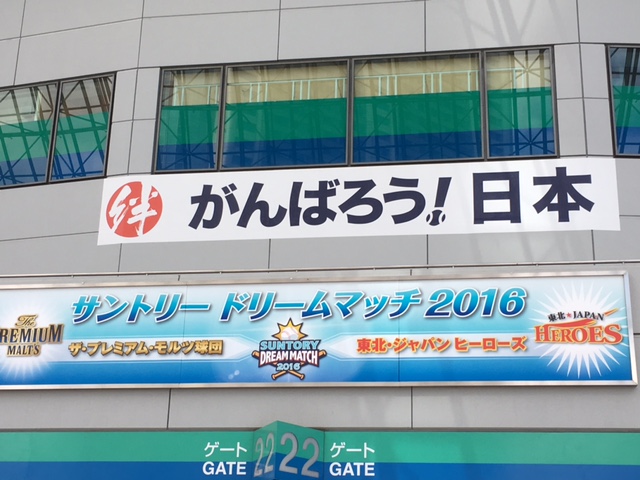 絆 がんばろう!日本
サントリー ドリームマッチ 2016
The PREMIUM MALTS
ザ・プレミアム・モルツ球団
SUNTORY DREAM MATCH 2016
東北・ジャパン ヒーローズ
東北★JAPAN HEROES
ゲート 22 22 ゲート
GATE GATE